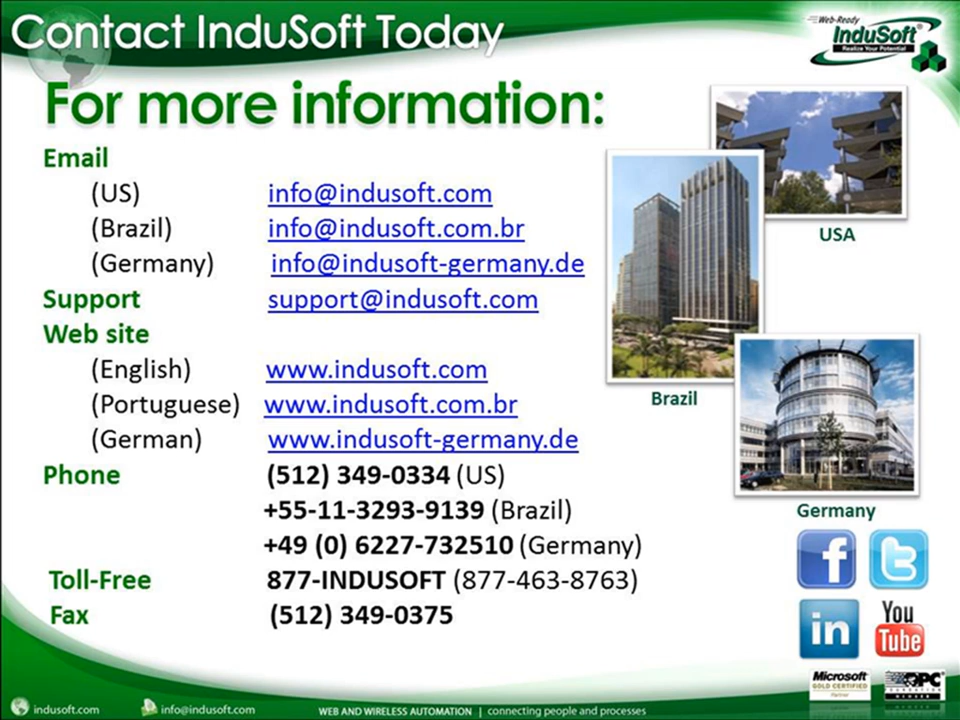 Contact InduSoft Today
Web-Ready
InduSoft®
Realize Your Potential
For more information:
Email
(US) info@indusoft.com
(Brazil) info@indusoft.com.br
(Germany) info@indusoft-germany.de
Support support@indusoft.com
Web site
(English) www.indusoft.com
(Portuguese) www.indusoft.com.br
(German) www.indusoft-germany.de
Phone (512) 349-0334 (US)
+55-11-3293-9139 (Brazil)
+49 (0) 6227-732510 (Germany)
Toll-Free 877-INDUSOFT (877-463-8763)
Fax (512) 349-0375
USA
Brazil
Germany
f
t
in
You
Tube
Microsoft
GOLD CERTIFIED
Partner
OPC
FOUNDATION
MEMBER
indusoft.com
info@indusoft.com
WEB AND WIRELESS AUTOMATION | connecting people and processes